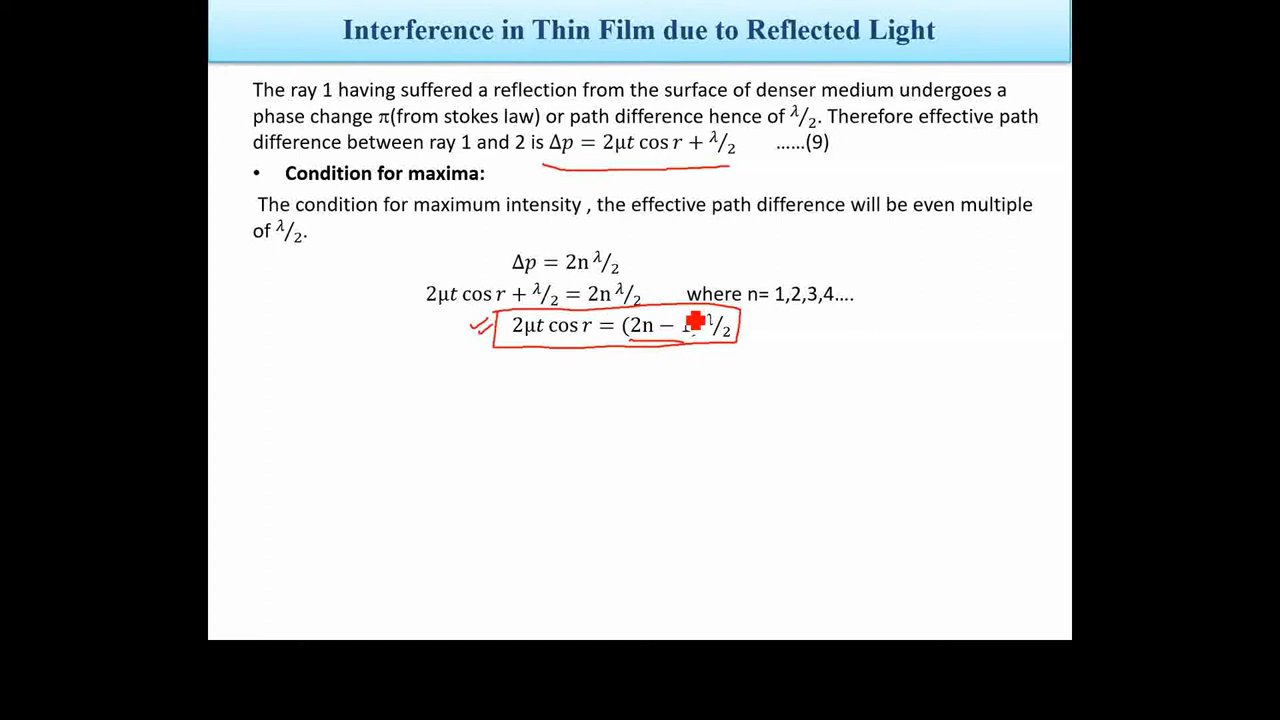 Interference in Thin Film due to Reflected Light
The ray 1 having suffered a reflection from the surface of denser medium undergoes a
phase change π(from stokes law) or path difference hence of λ/2. Therefore effective path
difference between ray 1 and 2 is Δp = 2μt cos r + λ/2 ......(9)
• Condition for maxima:
The condition for maximum intensity , the effective path difference will be even multiple
of λ/2.
Δp = 2n λ/2
2μt cos r + λ/2 = 2n λ/2 where n= 1,2,3,4....
2μt cos r = (2n − /2